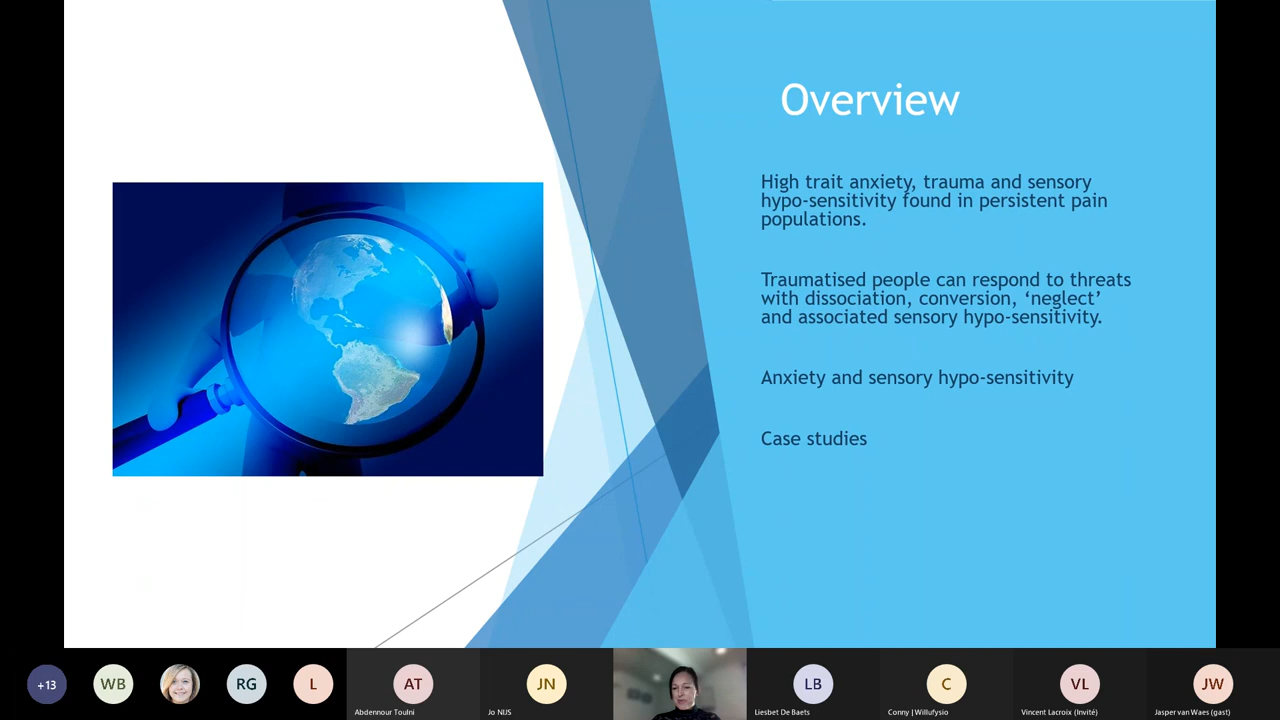 Overview
High trait anxiety, trauma and sensory
hypo-sensitivity found in persistent pain
populations.
Traumatised people can respond to threats
with dissociation, conversion, ‘neglect’
and associated sensory hypo-sensitivity.
Anxiety and sensory hypo-sensitivity
Case studies
+13
WB
RG
L
AT
JN
LB
C
VL
JW
Abdennour Toulni
Jo NIJS
Liesbet De Baets
Conny | Willufysio
Vincent Lacroix (Invité)
Jasper van Waes (gast)